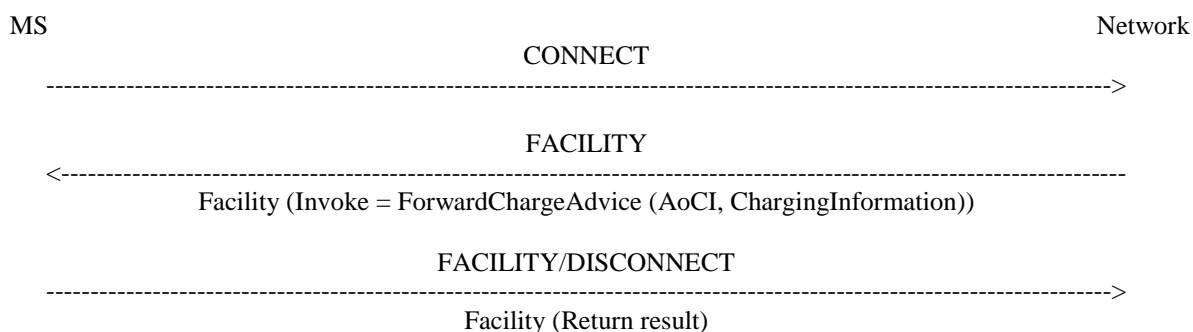 MS Network
CONNECT
---------------------------------------------------------------------------------------------------------------------->
FACILITY
<----------------------------------------------------------------------------------------------------------------------
Facility (Invoke = ForwardChargeAdvice (AoCI, ChargingInformation))
FACILITY/DISCONNECT
---------------------------------------------------------------------------------------------------------------------->
Facility (Return result)